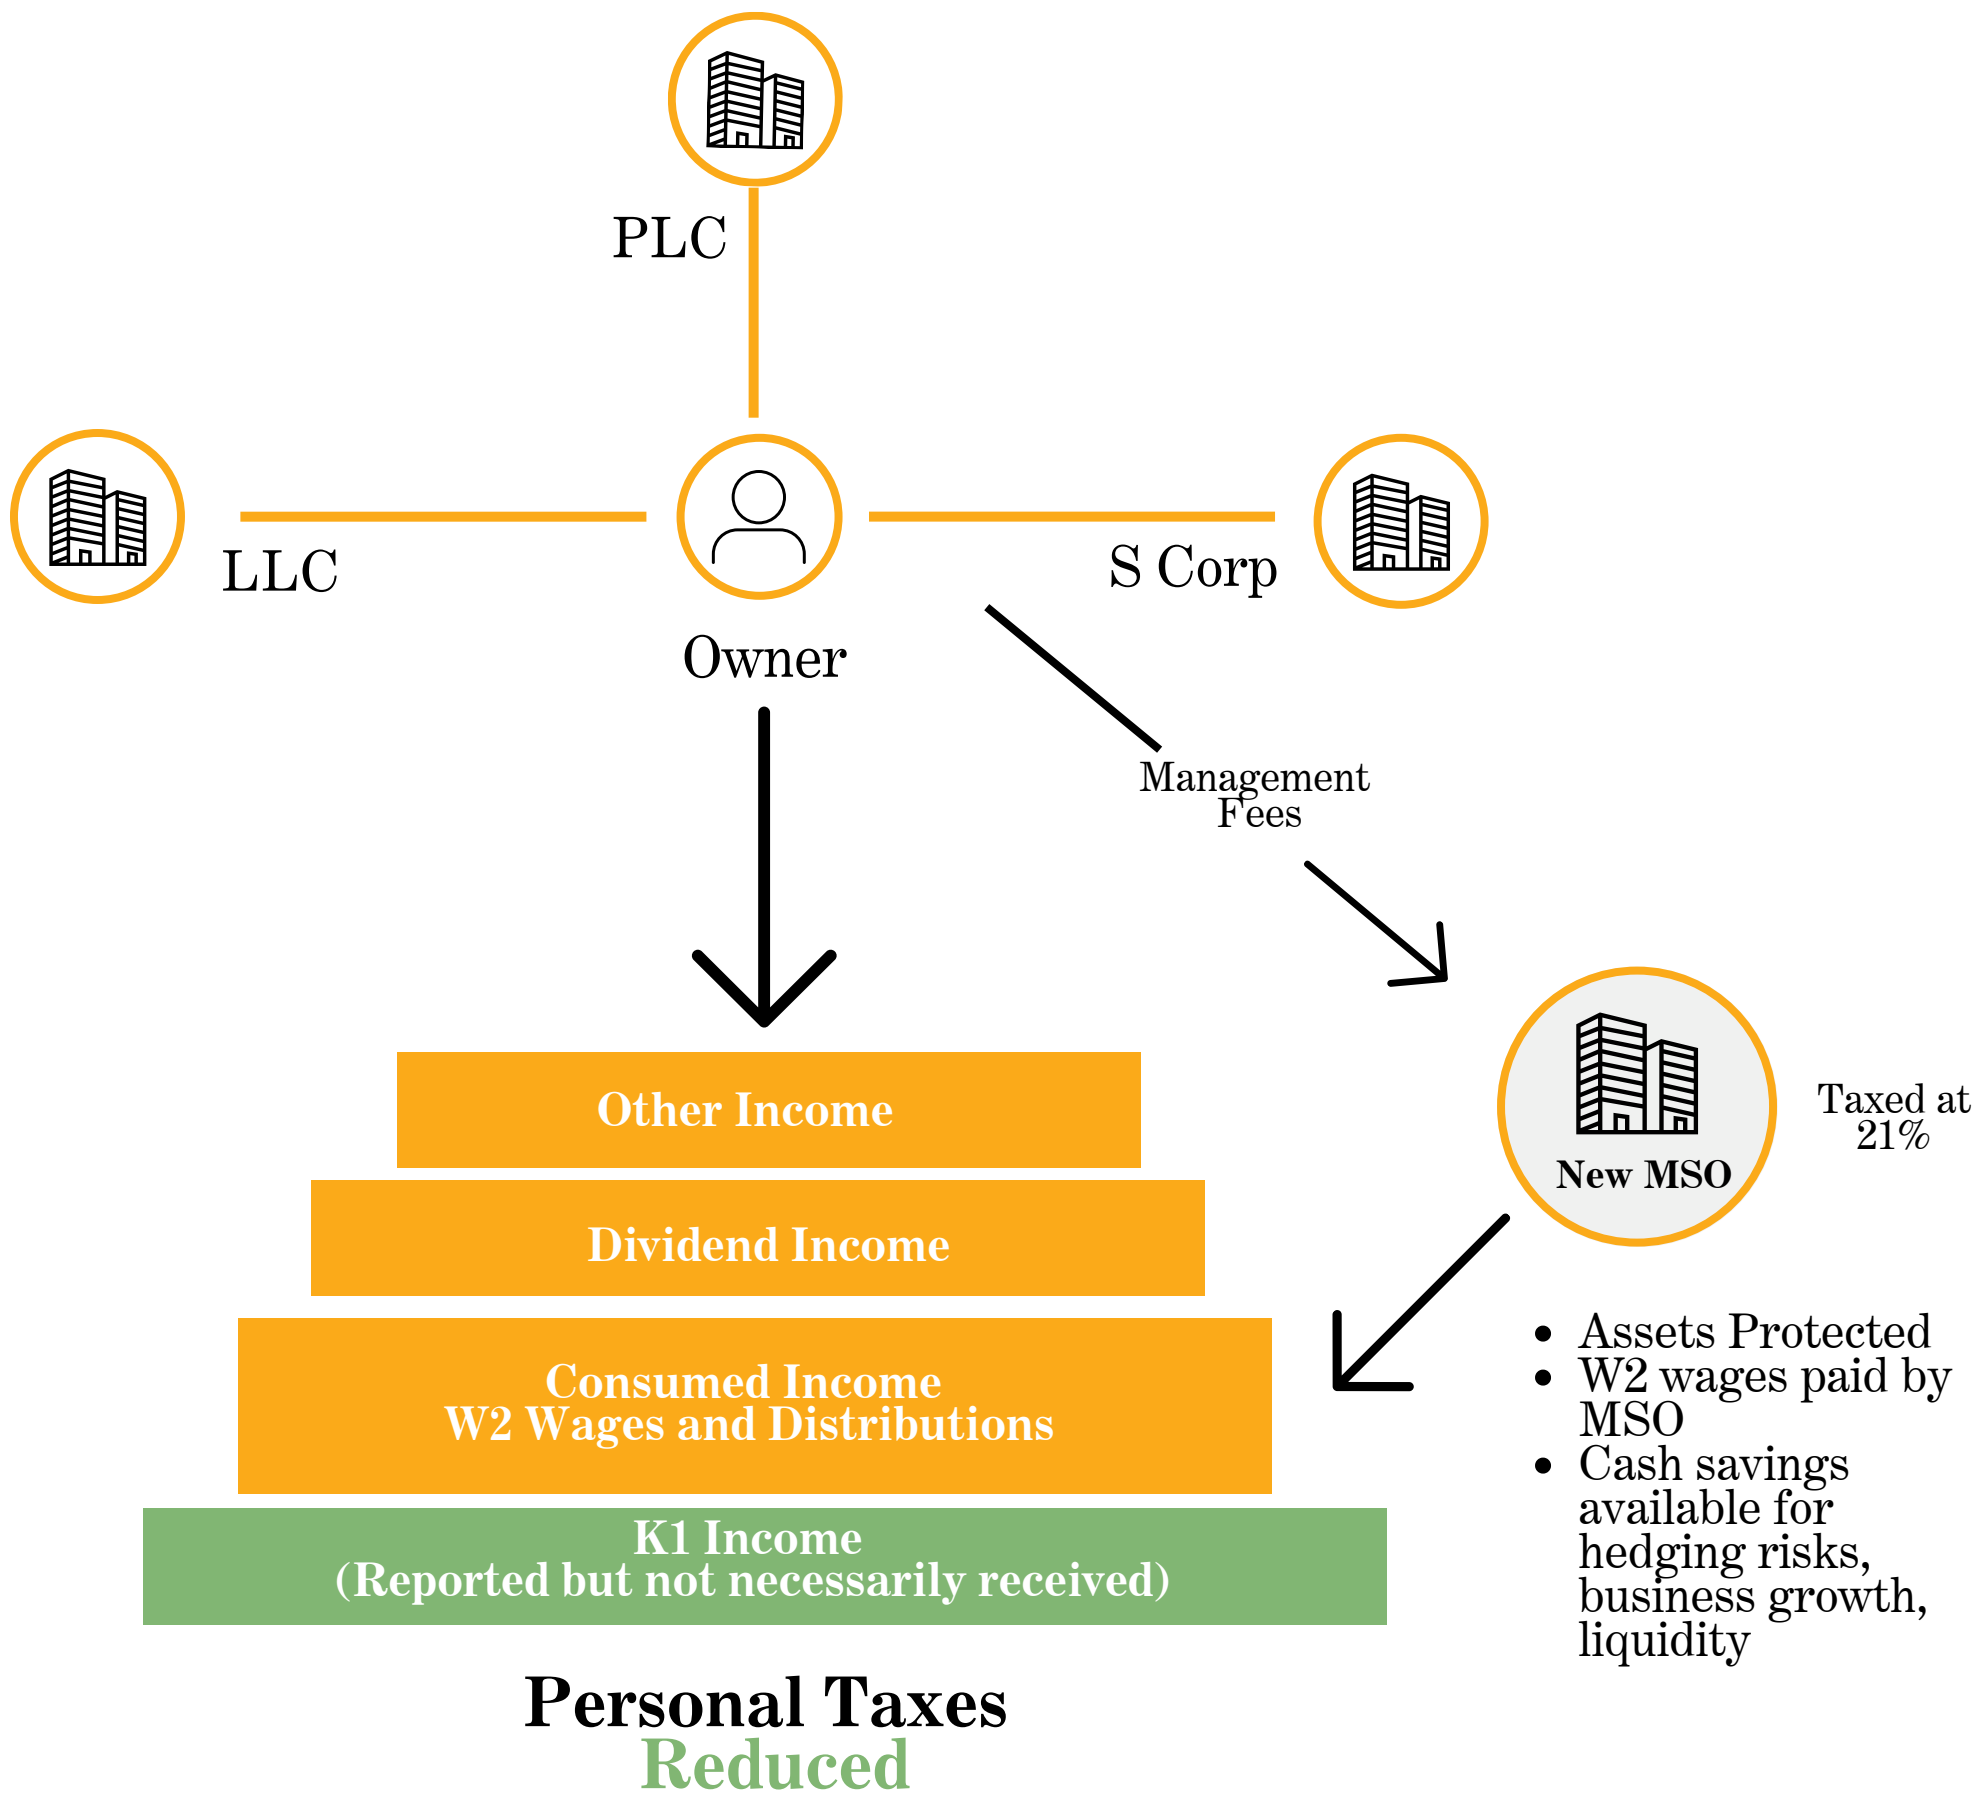 PLC
LLC
S Corp
Owner
Management
Fees
Other Income
Dividend Income
Consumed Income
W2 Wages and Distributions
K1 Income
(Reported but not necessarily received)
Personal Taxes
Reduced
New MSO
Taxed at
21%
• Assets Protected
• W2 wages paid by
MSO
• Cash savings
available for
hedging risks,
business growth,
liquidity